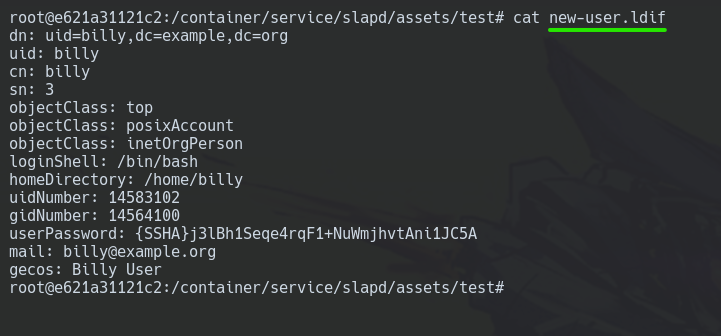 root@e621a31121c2:/container/service/slapd/assets/test# cat new-user.ldif
dn: uid=billy,dc=example,dc=org
uid: billy
cn: billy
sn: 3
objectClass: top
objectClass: posixAccount
objectClass: inetOrgPerson
loginShell: /bin/bash
homeDirectory: /home/billy
uidNumber: 14583102
gidNumber: 14564100
userPassword: {SSHA}j3lBh1Seqe4rqF1+NuWmjhvtAni1JC5A
mail: billy@example.org
gecos: Billy User
root@e621a31121c2:/container/service/slapd/assets/test#